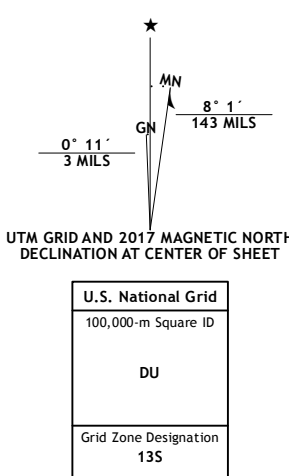 ★
MN
GN
8° 1´
143 MILS
0° 11´
3 MILS
UTM GRID AND 2017 MAGNETIC NORTH
DECLINATION AT CENTER OF SHEET
U.S. National Grid
100,000-m Square ID
DU
Grid Zone Designation
13S